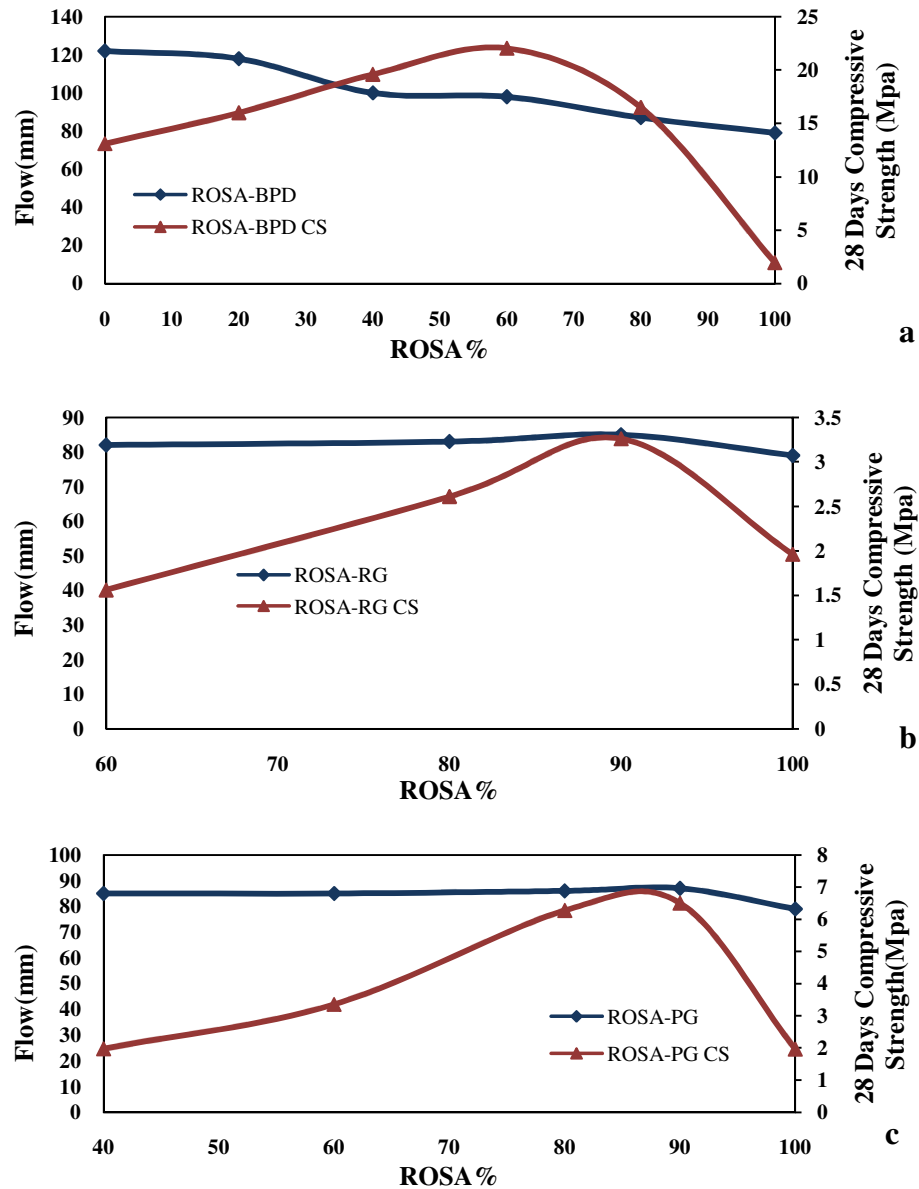 140
120
100
80
60
40
20
0
Flow(mm)
25
20
15
10
5
0
28 Days Compressive
Strength (Mpa)
ROSA-BPD
ROSA-BPD CS
0 10 20 30 40 50 60 70 80 90 100
ROSA%
a
90
80
70
60
50
40
30
20
10
0
Flow(mm)
3.5
3
2.5
2
1.5
1
0.5
0
28 Days Compressive
Strength (Mpa)
ROSA-RG
ROSA-RG CS
60 70 80 90 100
ROSA%
b
100
90
80
70
60
50
40
30
20
10
0
Flow(mm)
8
7
6
5
4
3
2
1
0
28 Days Compressive
Strength(Mpa)
ROSA-PG
ROSA-PG CS
40 50 60 70 80 90 100
ROSA%
c